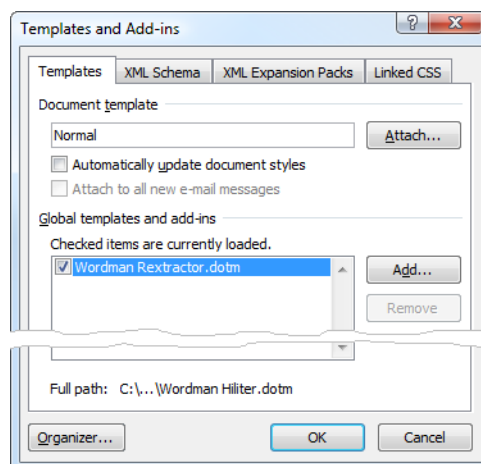 Templates and Add-ins
Templates XML Schema XML Expansion Packs Linked CSS
Document template
Normal Attach...
Automatically update document styles
Attach to all new e-mail messages
Global templates and add-ins
Checked items are currently loaded.
Wordman Rextractor.dotm Add...
Remove
Full path: C:\...\Wordman Hiliter.dotm
Organizer... OK Cancel